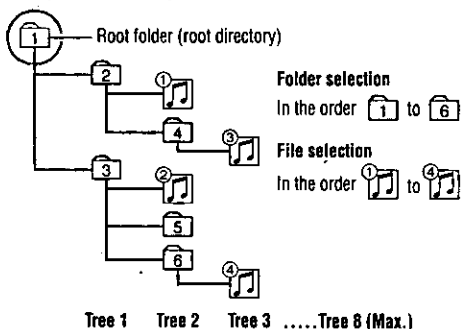 1 Root folder (root directory)
2 ①
Folder selection
In the order 1 to 6
4 ③
File selection
3 ②
In the order ① to ④
5
6 ④
Tree 1 Tree 2 Tree 3 .....Tree 8 (Max.)